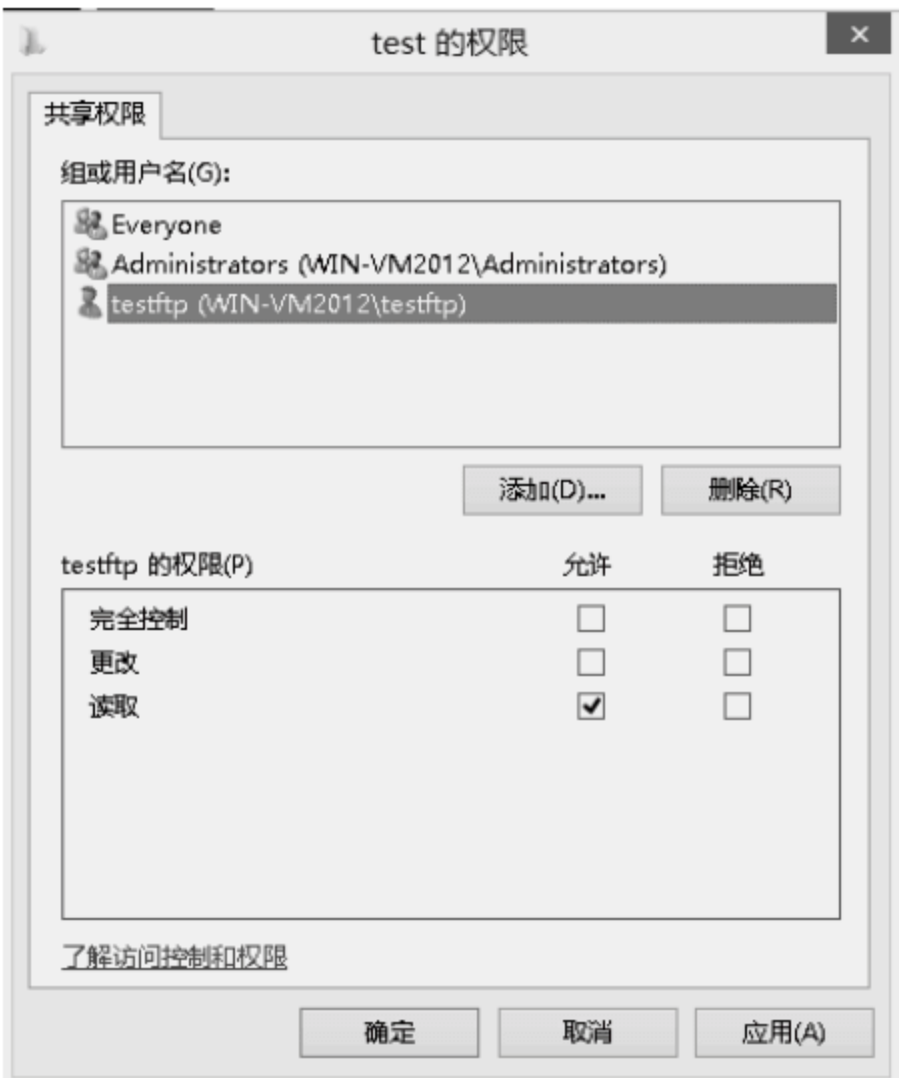 test 的权限
共享权限
组或用户名(G):
Everyone
Administrators (WIN-VM2012\Administrators)
testftp (WIN-VM2012\testftp)
添加(D)... 删除(R)
testftp 的权限(P) 允许 拒绝
完全控制
更改
读取
了解访问控制和权限
确定 取消 应用(A)